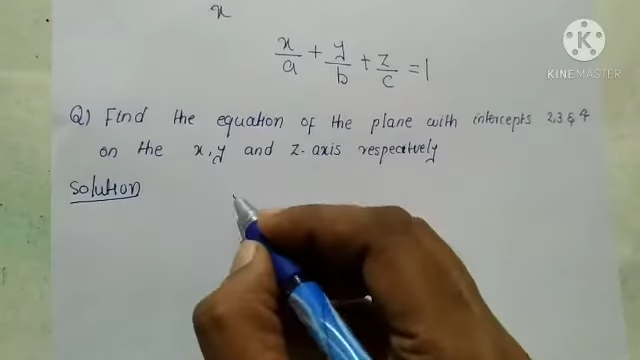 x
x/a + y/b + z/c = 1
Q) Find the equation of the plane with intercepts 2,3 & 4
on the x,y and z-axis respectively
Solution
K
KINEMASTER